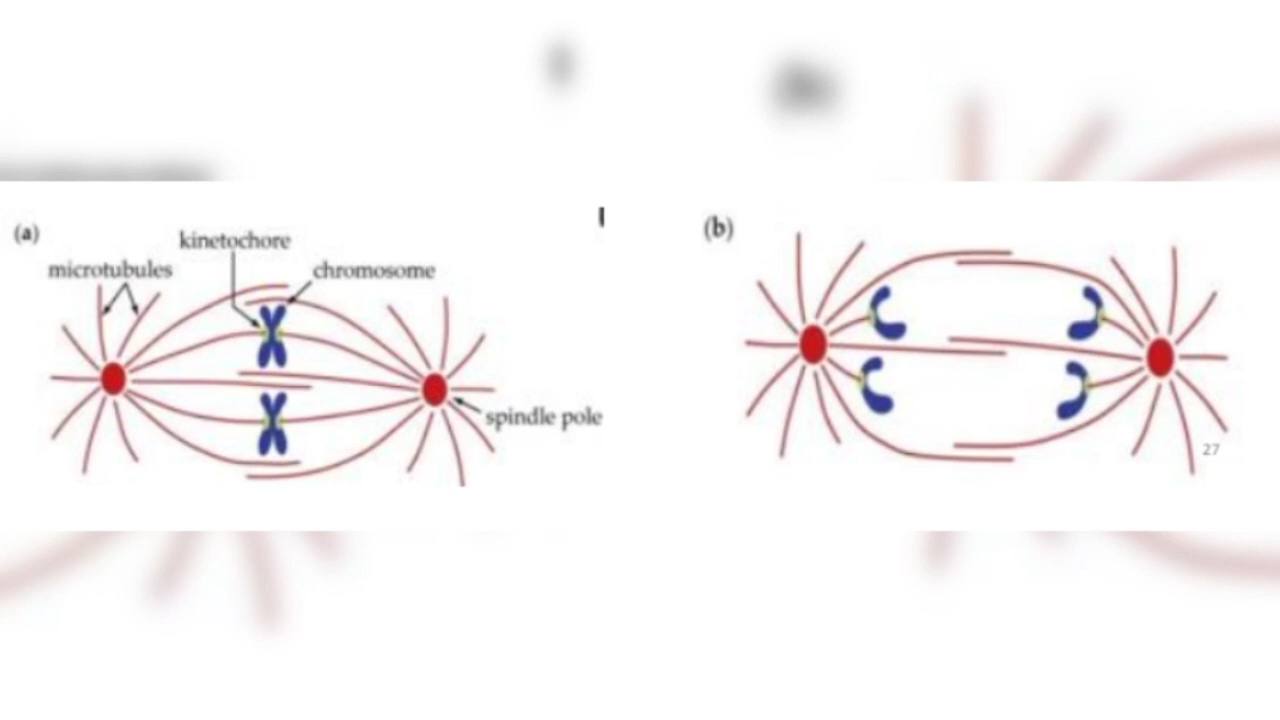 (a)
kinetochore
microtubules
chromosome
spindle pole
(b)
27